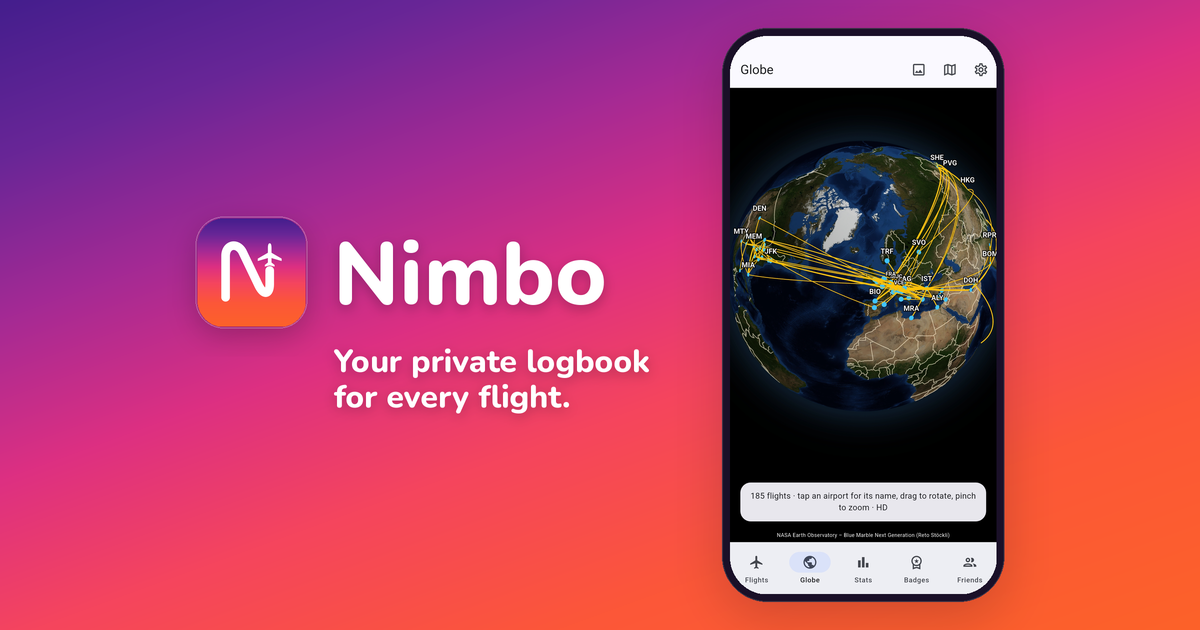 Nimbo
Your private logbook
for every flight.
Globe
SHE
PVG
HKG
DEN
MTY
MEM
JFK
MIA
SVO
TRF
RPR
BOM
FRA
CAG
IST
DOH
BIO
ALY
MRA
185 flights · tap an airport for its name, drag to rotate, pinch
to zoom · HD
NASA Earth Observatory – Blue Marble Next Generation (Reto Stöckli)
Flights
Globe
Stats
Badges
Friends